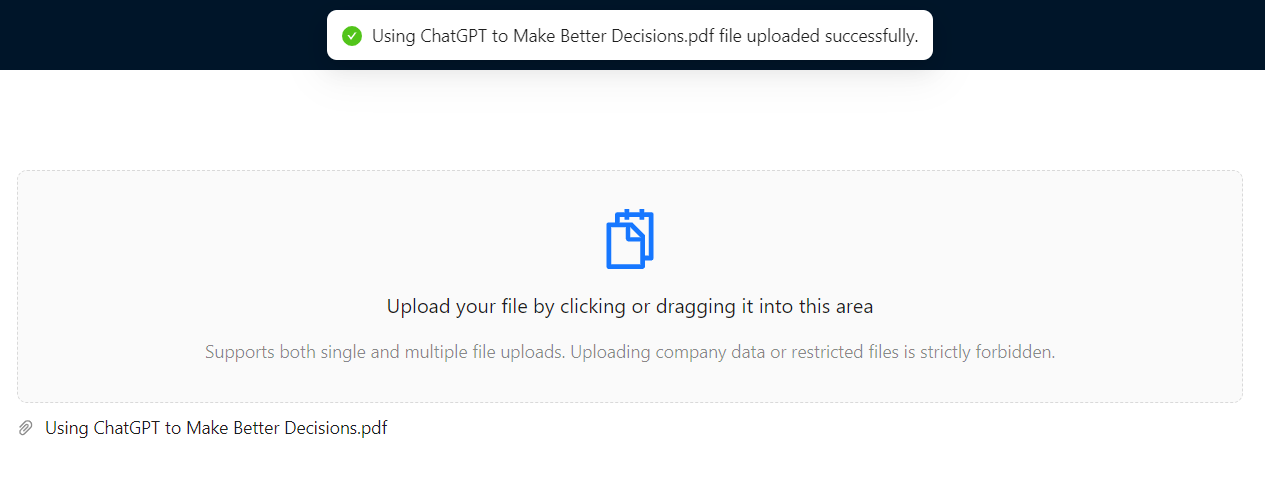 Using ChatGPT to Make Better Decisions.pdf file uploaded successfully.
Upload your file by clicking or dragging it into this area
Supports both single and multiple file uploads. Uploading company data or restricted files is strictly forbidden.
Using ChatGPT to Make Better Decisions.pdf